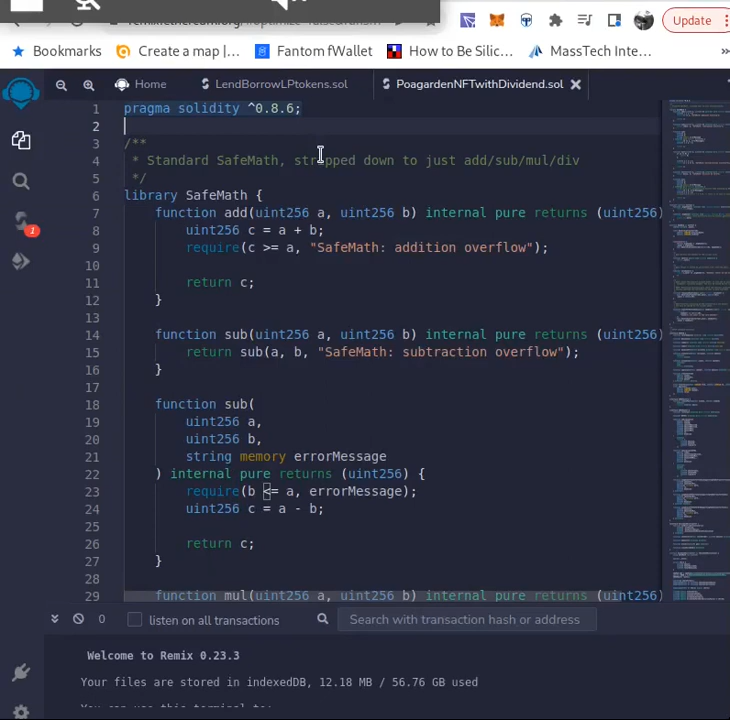 Update
Bookmarks
Create a map |...
Fantom fWallet
How to Be Silic...
MassTech Inte...
Home
LendBorrowLPtokens.sol
PoagardenNFTwithDividend.sol
1 pragma solidity ^0.8.6;
2
3 /**
4 * Standard SafeMath, stripped down to just add/sub/mul/div
5 */
6 library SafeMath {
7 function add(uint256 a, uint256 b) internal pure returns (uint256)
8 uint256 c = a + b;
9 require(c >= a, "SafeMath: addition overflow");
10
11 return c;
12 }
13
14 function sub(uint256 a, uint256 b) internal pure returns (uint256)
15 return sub(a, b, "SafeMath: subtraction overflow");
16 }
17
18 function sub(
19 uint256 a,
20 uint256 b,
21 string memory errorMessage
22 ) internal pure returns (uint256) {
23 require(b <= a, errorMessage);
24 uint256 c = a - b;
25
26 return c;
27 }
28
29 function mul(uint256 a, uint256 b) internal pure returns (uint256)
1
0
listen on all transactions
Search with transaction hash or address
Welcome to Remix 0.23.3
Your files are stored in indexedDB, 12.18 MB / 56.76 GB used
You can use this terminal to: